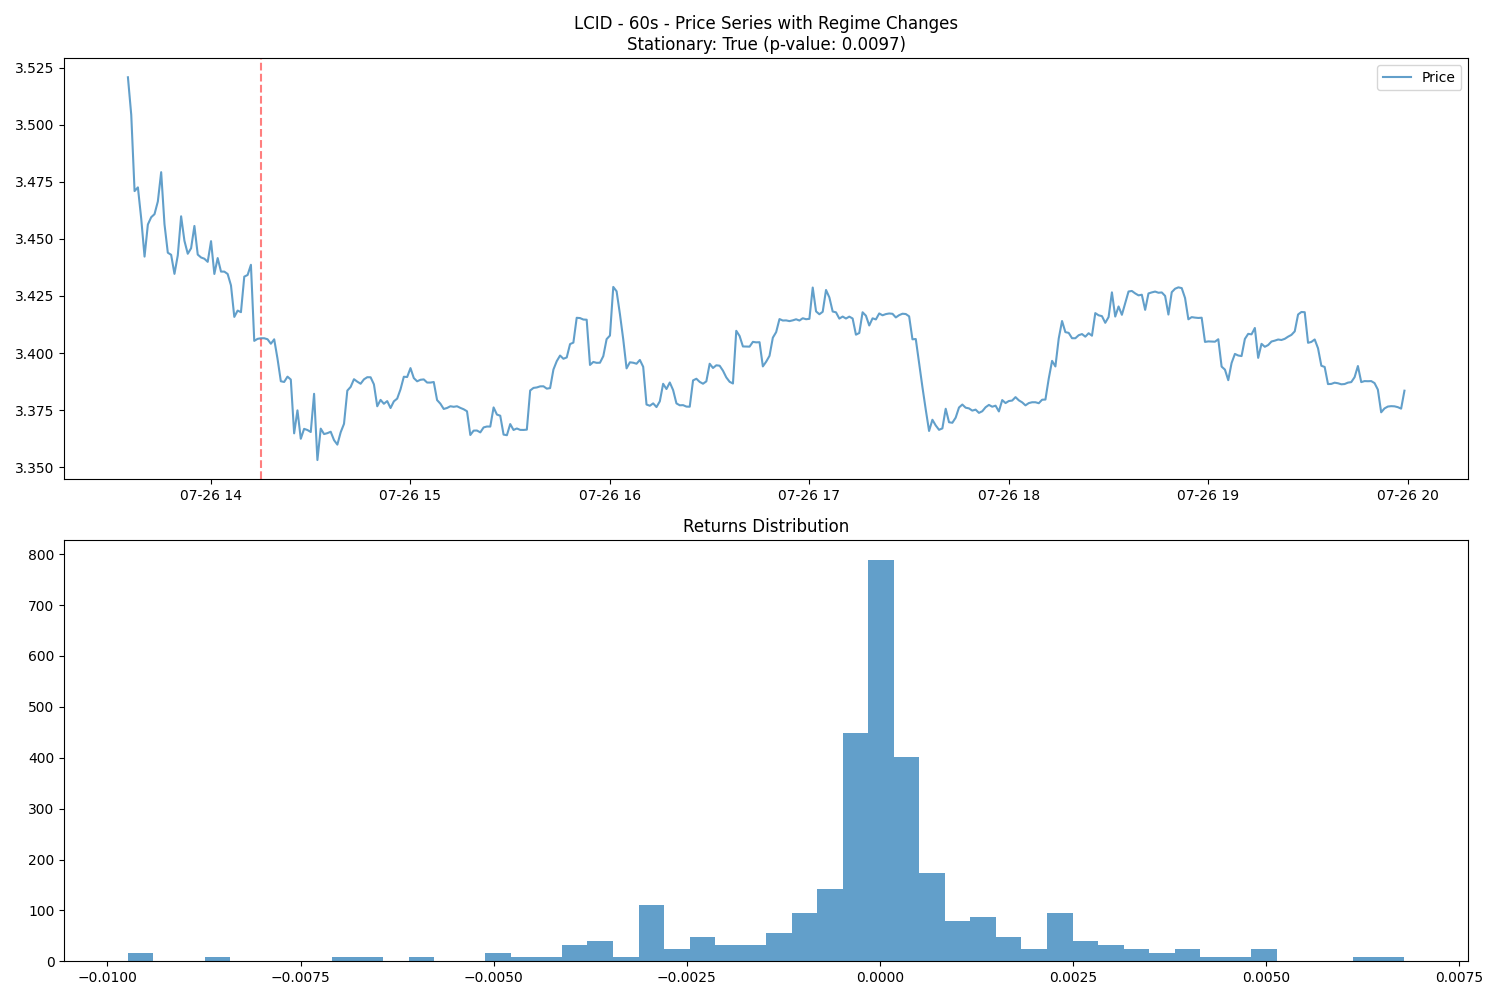 LCID - 60s - Price Series with Regime Changes
Stationary: True (p-value: 0.0097)
Price
3.525
3.500
3.475
3.450
3.425
3.400
3.375
3.350
07-26 14 07-26 15 07-26 16 07-26 17 07-26 18 07-26 19 07-26 20
Returns Distribution
800
700
600
500
400
300
200
100
0
−0.0100 −0.0075 −0.0050 −0.0025 0.0000 0.0025 0.0050 0.0075